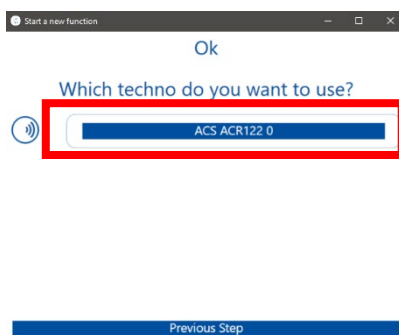 Start a new function
Ok
Which techno do you want to use?
ACS ACR122 0
Previous Step